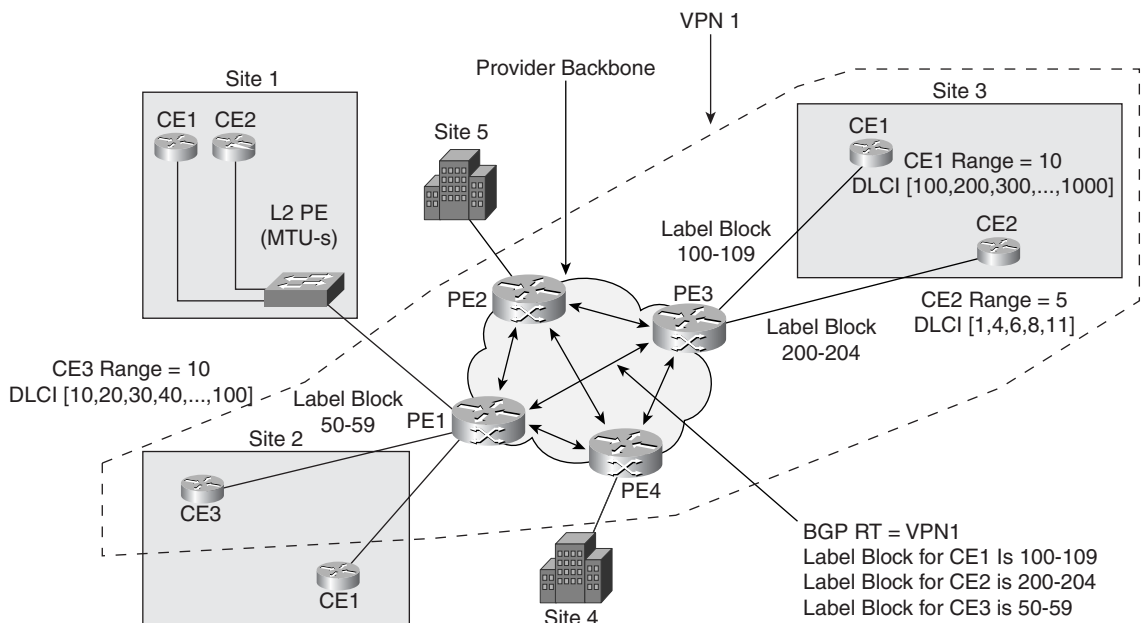 VPN 1
Provider Backbone
Site 1
CE1
CE2
L2 PE
(MTU-s)
Site 5
Site 3
CE1
CE1 Range = 10
DLCI [100,200,300,...,1000]
CE2
Label Block
100-109
PE2
PE3
CE2 Range = 5
DLCI [1,4,6,8,11]
Label Block
200-204
CE3 Range = 10
DLCI [10,20,30,40,...,100]
Label Block
50-59
PE1
Site 2
CE3
CE1
PE4
Site 4
BGP RT = VPN1
Label Block for CE1 Is 100-109
Label Block for CE2 is 200-204
Label Block for CE3 is 50-59